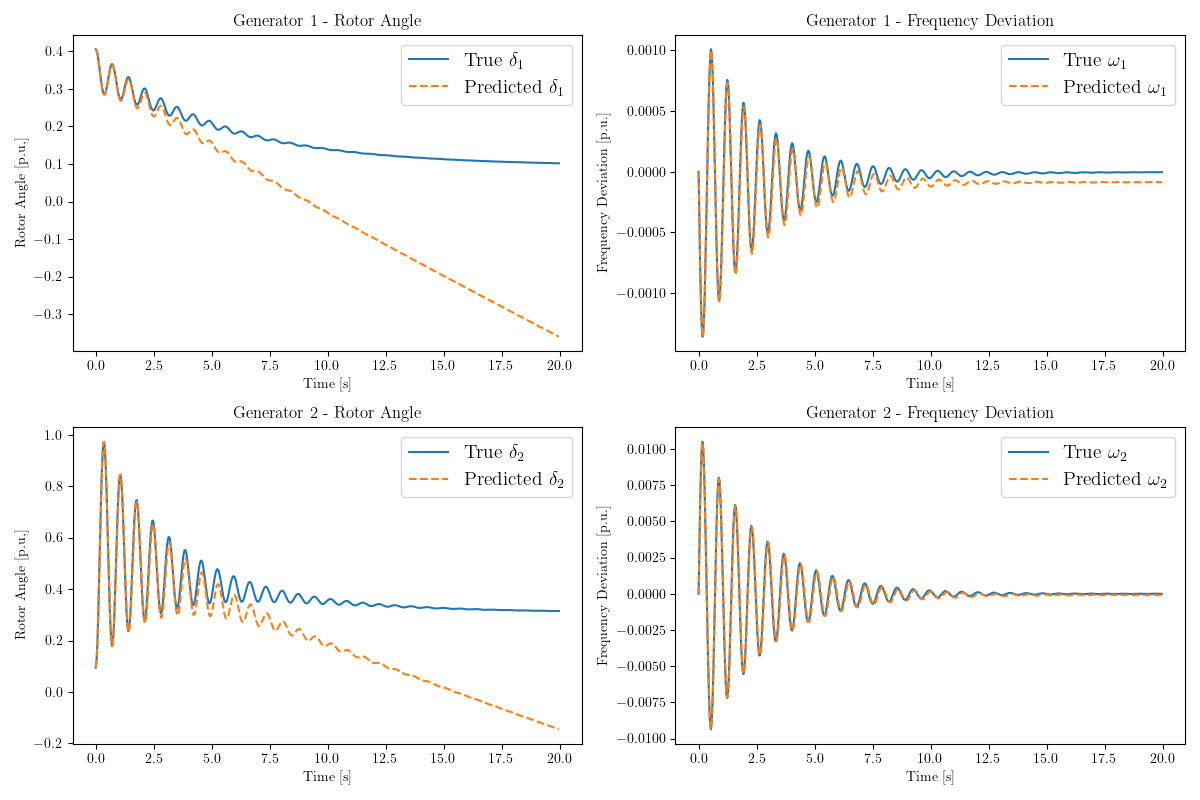 Generator 1 - Rotor Angle
True δ₁
Predicted δ₁
Rotor Angle [p.u.]
0.4
0.3
0.2
0.1
0.0
−0.1
−0.2
−0.3
0.0 2.5 5.0 7.5 10.0 12.5 15.0 17.5 20.0
Time [s]
Generator 1 - Frequency Deviation
True ω₁
Predicted ω₁
Frequency Deviation [p.u.]
0.0010
0.0005
0.0000
−0.0005
−0.0010
0.0 2.5 5.0 7.5 10.0 12.5 15.0 17.5 20.0
Time [s]
Generator 2 - Rotor Angle
True δ₂
Predicted δ₂
Rotor Angle [p.u.]
1.0
0.8
0.6
0.4
0.2
0.0
−0.2
0.0 2.5 5.0 7.5 10.0 12.5 15.0 17.5 20.0
Time [s]
Generator 2 - Frequency Deviation
True ω₂
Predicted ω₂
Frequency Deviation [p.u.]
0.0100
0.0075
0.0050
0.0025
0.0000
−0.0025
−0.0050
−0.0075
−0.0100
0.0 2.5 5.0 7.5 10.0 12.5 15.0 17.5 20.0
Time [s]